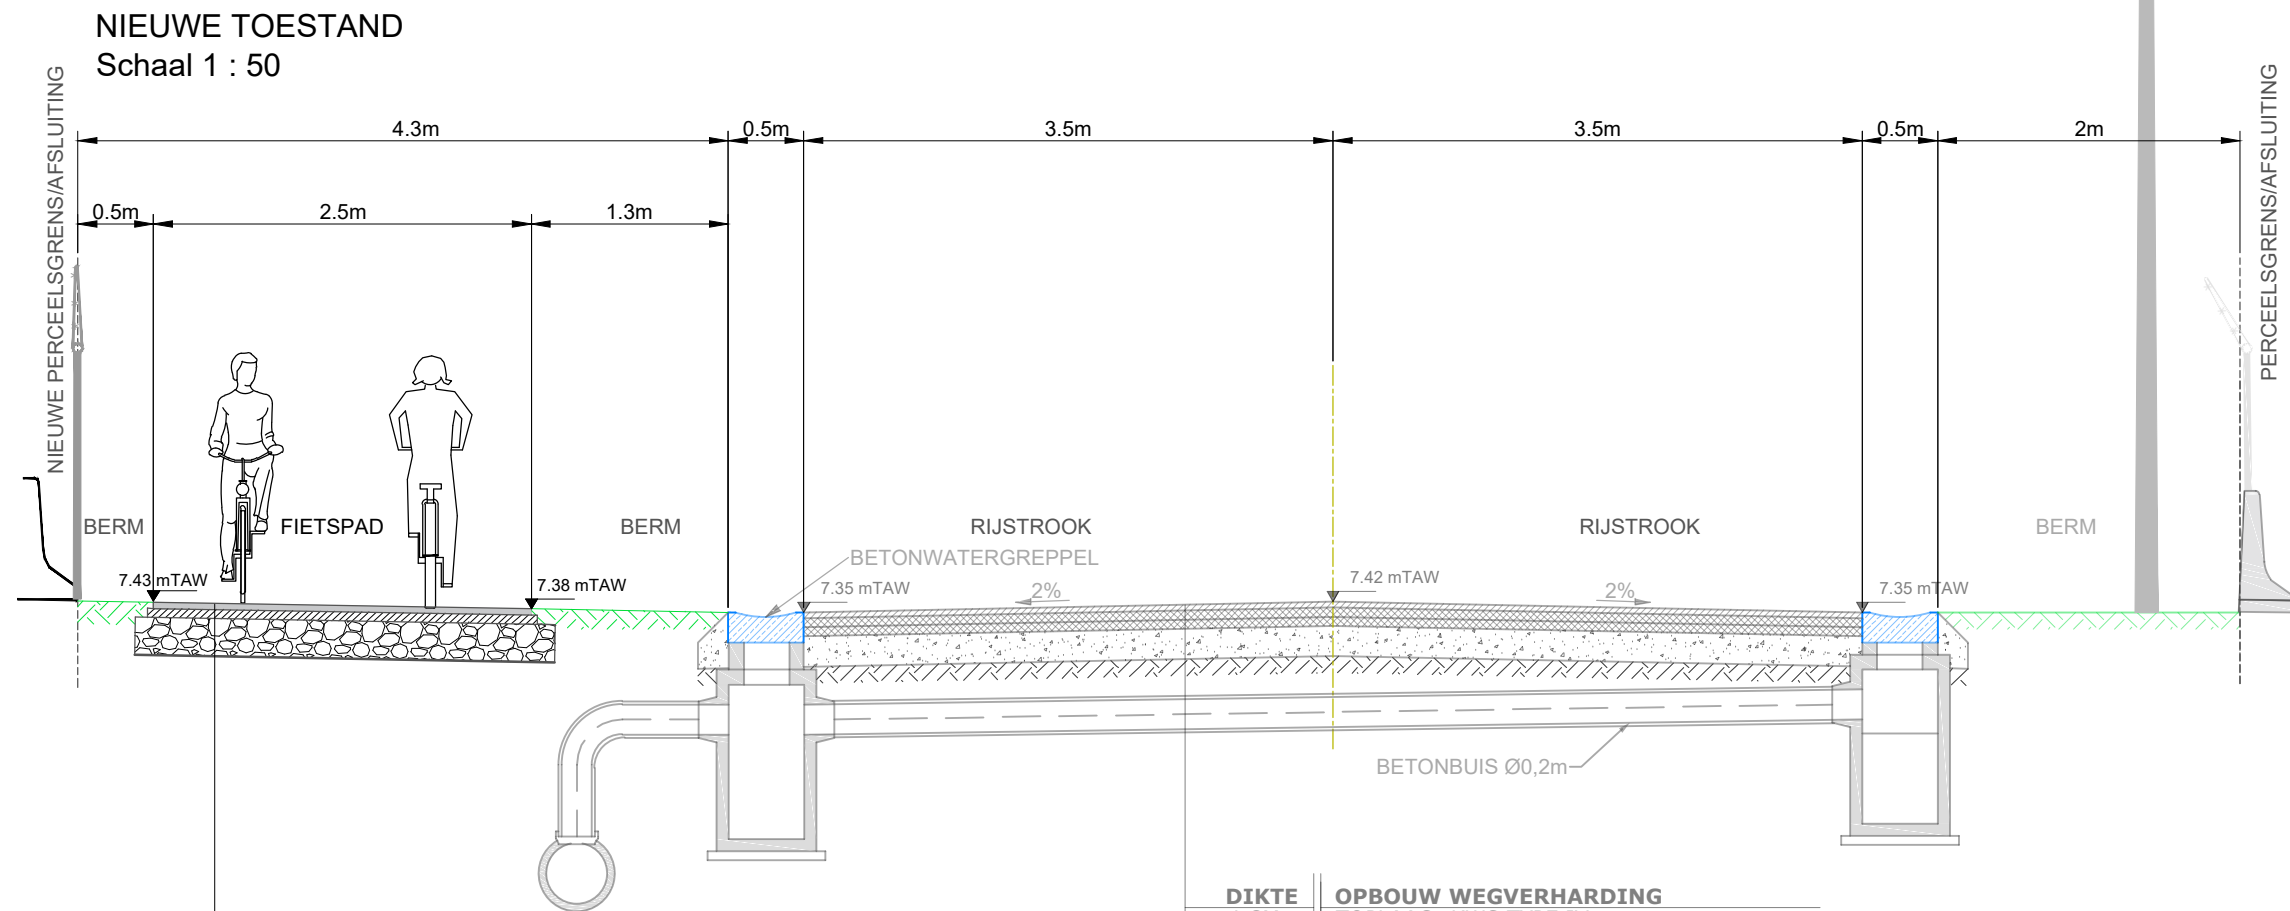 NIEUWE TOESTAND
Schaal 1 : 50
NIEUWE PERCEELSGRENS/AFSLUITING
PERCEELSGRENS/AFSLUITING
4.3m 0.5m 3.5m 3.5m 0.5m 2m
0.5m 2.5m 1.3m
BERM FIETSPAD BERM RIJSTROOK RIJSTROOK BERM
BETONWATERGREPPEL
7.43 mTAW 7.38 mTAW 7.35 mTAW 2% 7.42 mTAW 2% 7.35 mTAW
BETONBUIS Ø0,2m
DIKTE OPBOUW WEGVERHARDING